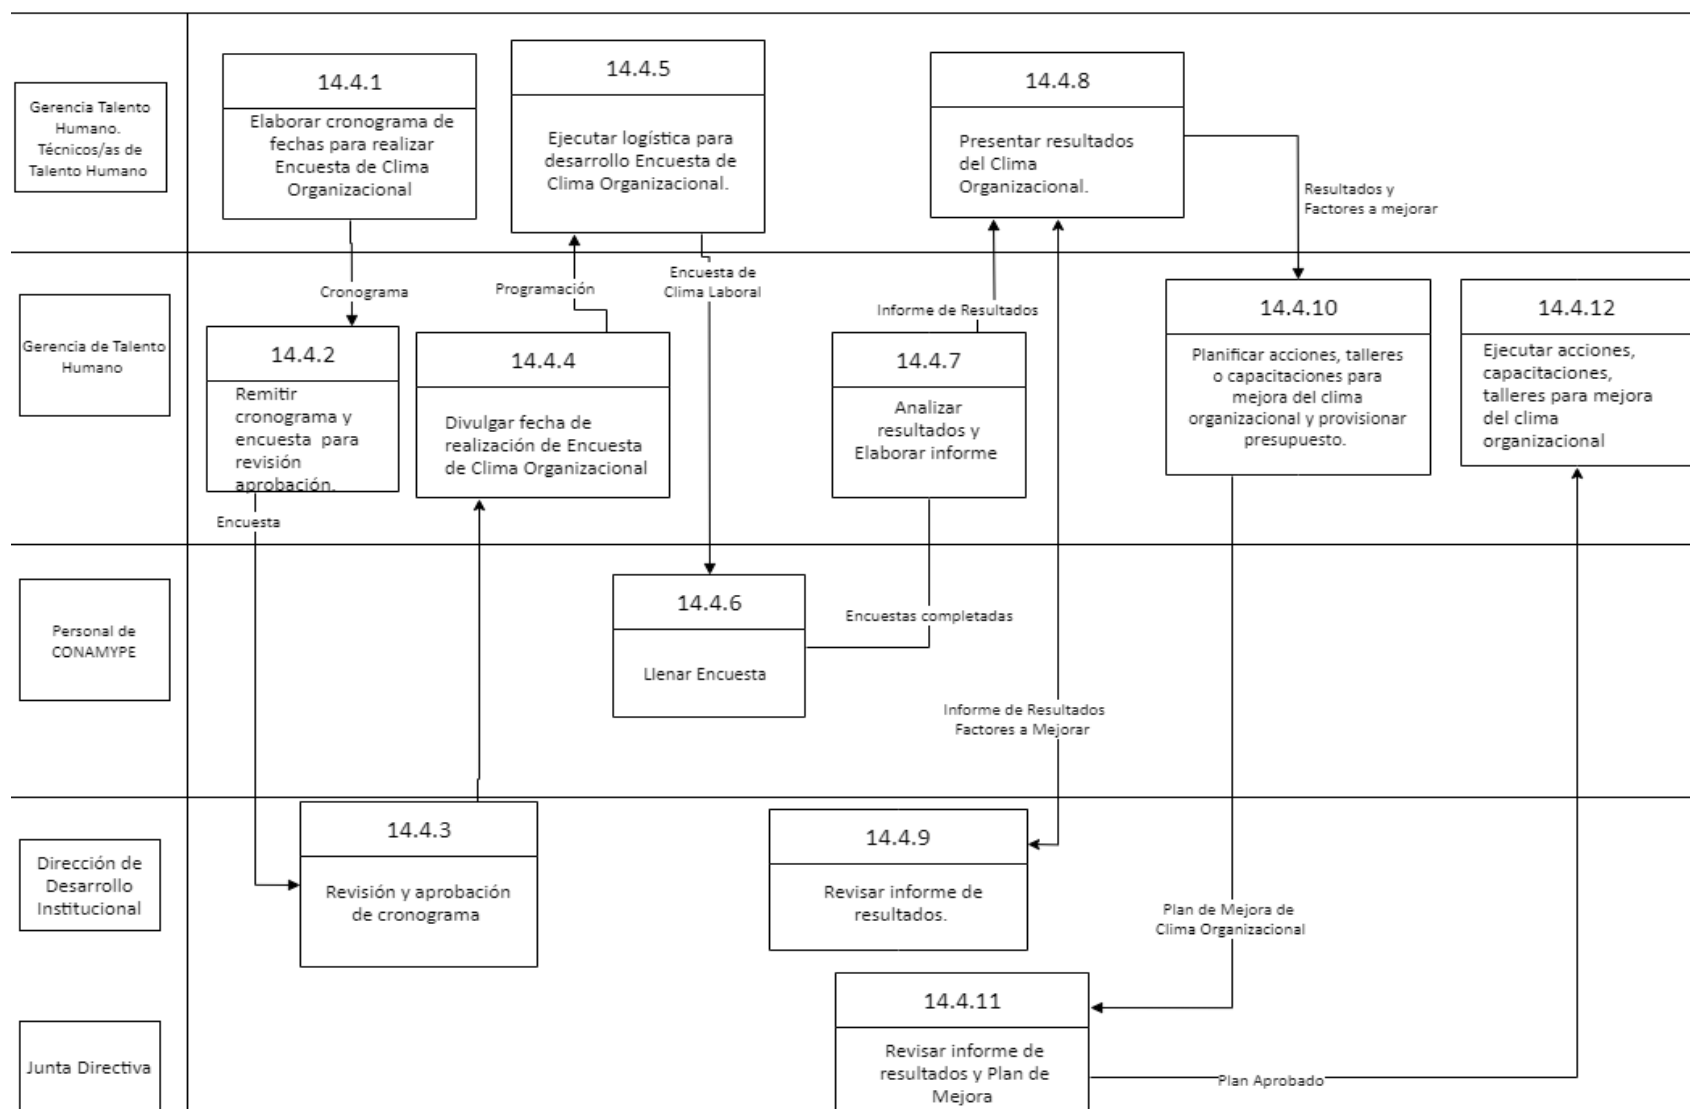 Gerencia Talento
Humano.
Técnicos/as de
Talento Humano
14.4.1
Elaborar cronograma de
fechas para realizar
Encuesta de Clima
Organizacional
14.4.5
Ejecutar logística para
desarrollo Encuesta de
Clima Organizacional.
14.4.8
Presentar resultados
del Clima
Organizacional.
Resultados y
Factores a mejorar
Cronograma
Programación
Encuesta de
Clima Laboral
Informe de Resultados
Gerencia de Talento
Humano
14.4.2
Remitir
cronograma y
encuesta para
revisión
aprobación.
14.4.4
Divulgar fecha de
realización de Encuesta
de Clima Organizacional
14.4.7
Analizar
resultados y
Elaborar informe
14.4.10
Planificar acciones, talleres
o capacitaciones para
mejora del clima
organizacional y provisionar
presupuesto.
14.4.12
Ejecutar acciones,
capacitaciones,
talleres para mejora
del clima
organizacional
Encuesta
Personal de
CONAMYPE
14.4.6
Llenar Encuesta
Encuestas completadas
Informe de Resultados
Factores a Mejorar
Dirección de
Desarrollo
Institucional
14.4.3
Revisión y aprobación
de cronograma
14.4.9
Revisar informe de
resultados.
Plan de Mejora de
Clima Organizacional
Junta Directiva
14.4.11
Revisar informe de
resultados y Plan de
Mejora
Plan Aprobado